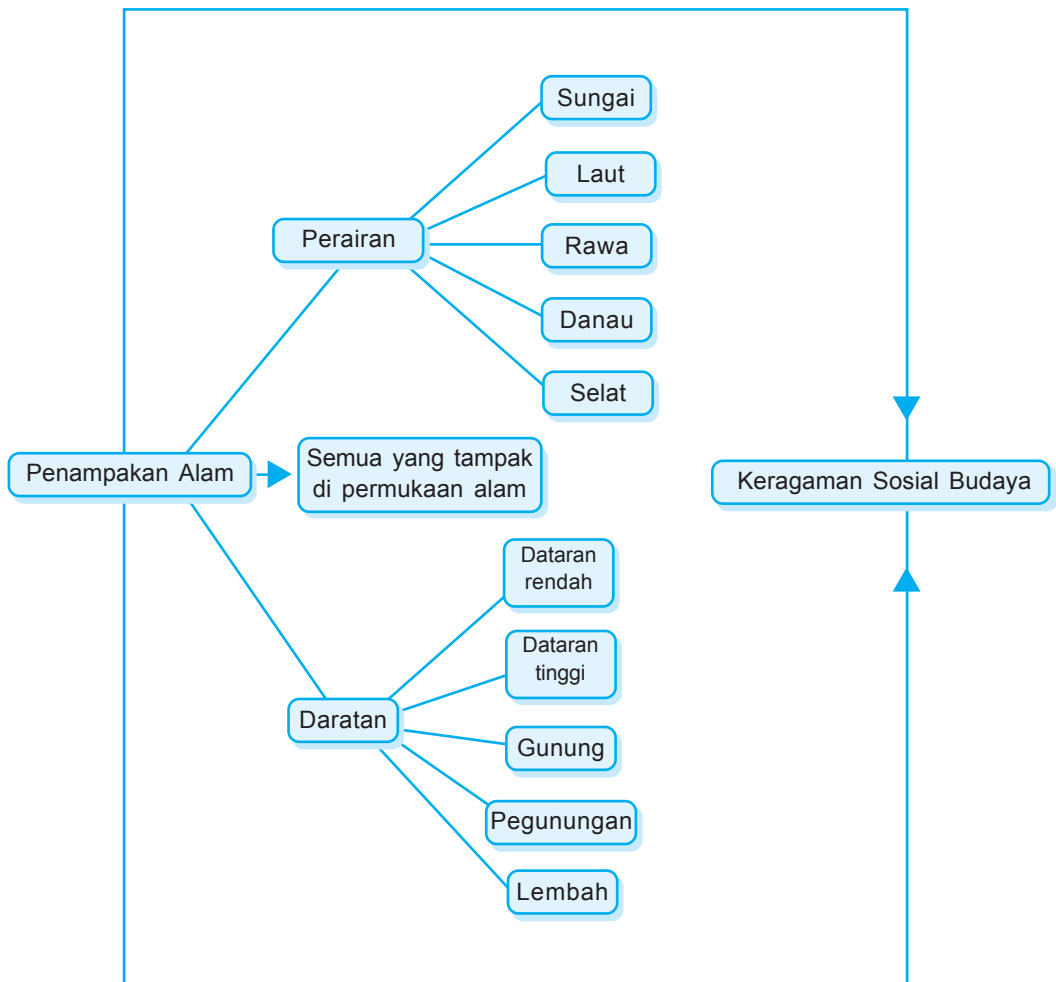 Sungai
Laut
Perairan
Rawa
Danau
Selat
Penampakan Alam
Semua yang tampak
di permukaan alam
Keragaman Sosial Budaya
Dataran
rendah
Dataran
tinggi
Daratan
Gunung
Pegunungan
Lembah